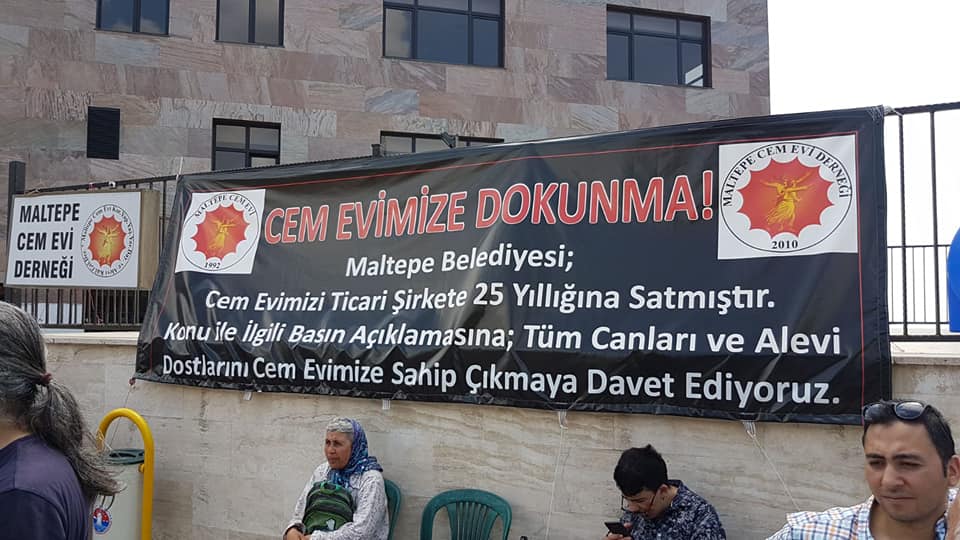 MALTEPE
CEM EVİ
DERNEĞİ
MALTEPE CEM EVİ
1992
CEM EVİMİZE DOKUNMA!
MALTEPE CEM EVİ DERNEĞİ
2010
Maltepe Belediyesi;
Cem Evimizi Ticari Şirkete 25 Yıllığına Satmıştır.
Konu ile İlgili Basın Açıklamasına; Tüm Canları ve Alevi
Dostlarını Cem Evimize Sahip Çıkmaya Davet Ediyoruz.